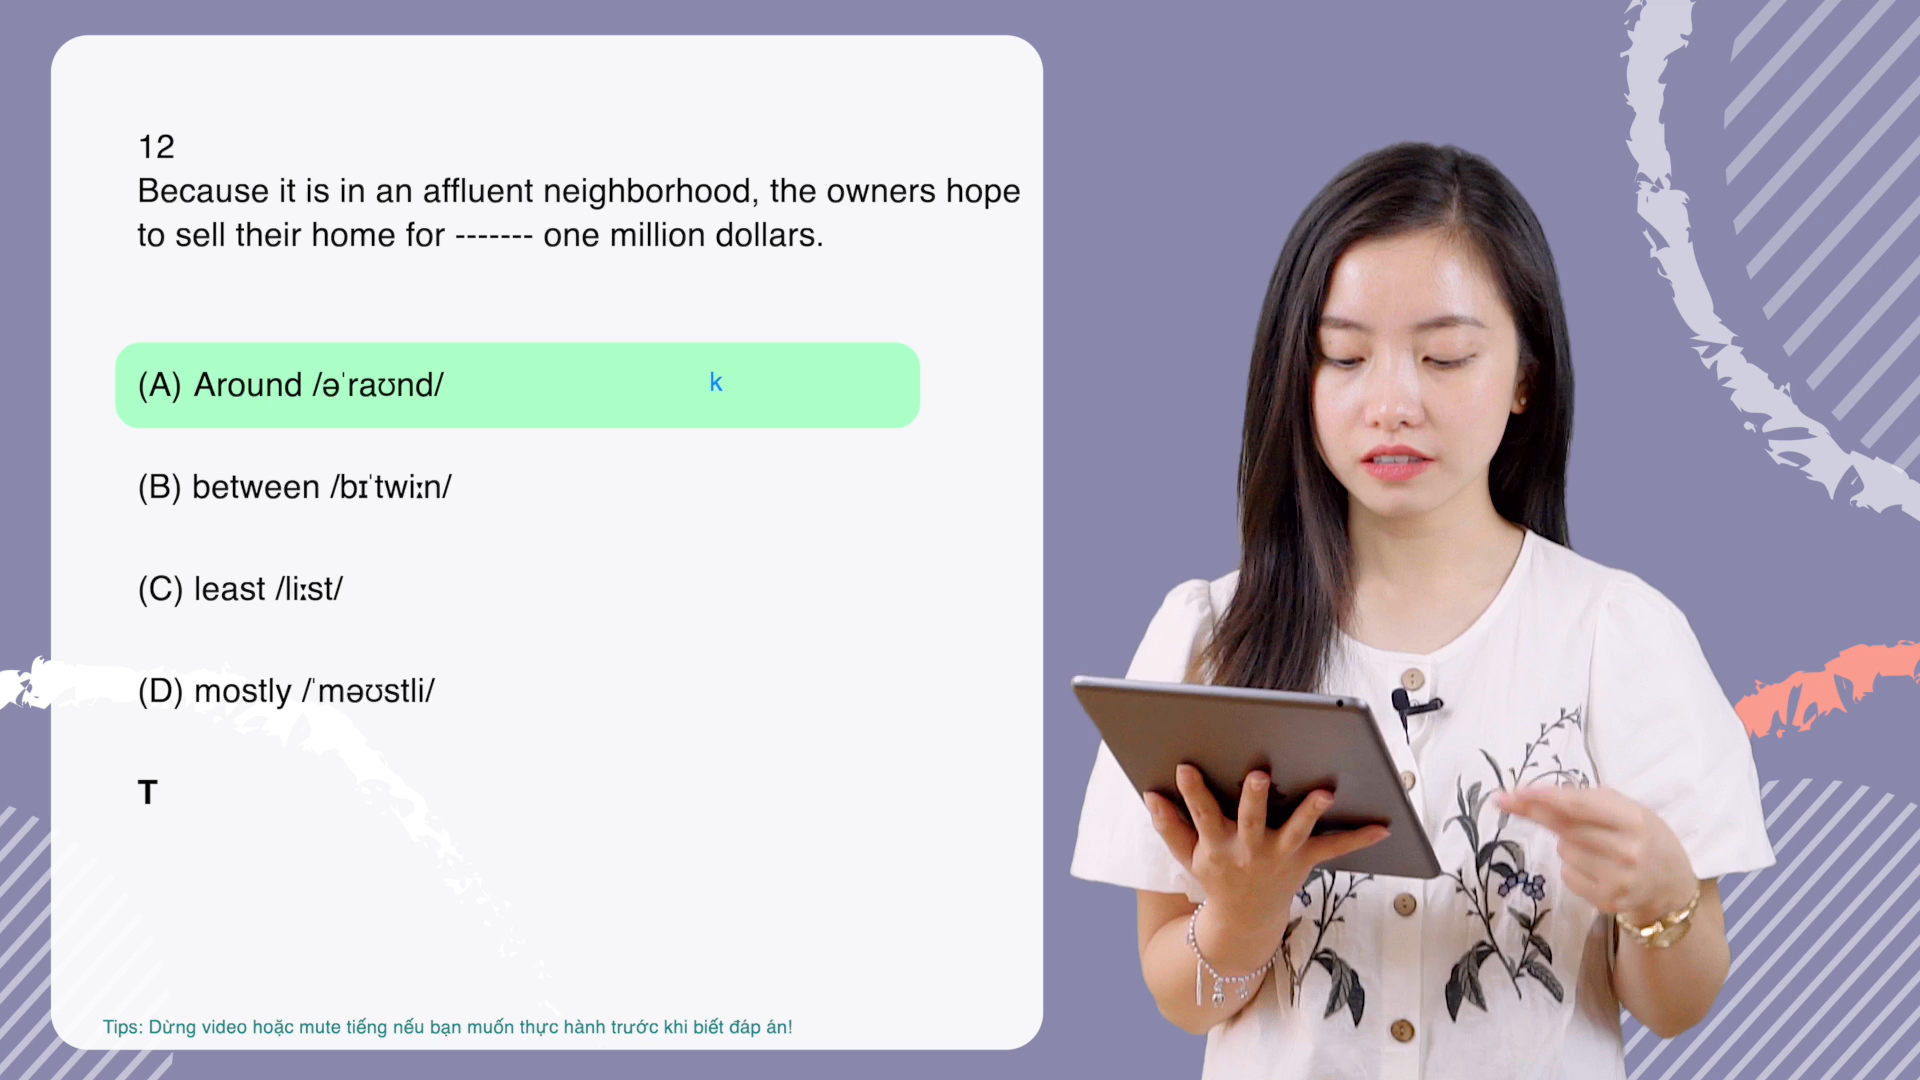 12
Because it is in an affluent neighborhood, the owners hope
to sell their home for ------- one million dollars.
(A) Around /əˈraʊnd/ k
(B) between /bɪˈtwiːn/
(C) least /liːst/
(D) mostly /ˈməʊstli/
T
Tips: Dừng video hoặc mute tiếng nếu bạn muốn thực hành trước khi biết đáp án!